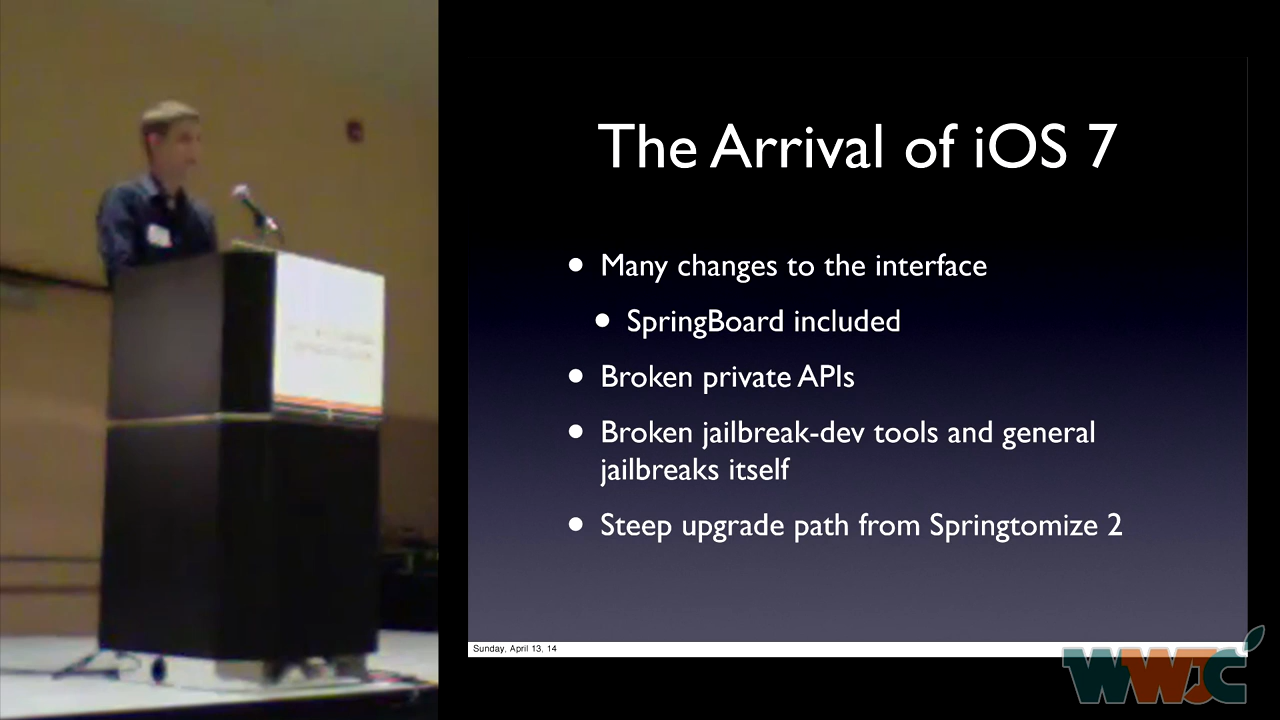 The Arrival of iOS 7
• Many changes to the interface
• SpringBoard included
• Broken private APIs
• Broken jailbreak-dev tools and general
jailbreaks itself
• Steep upgrade path from Springtomize 2
Sunday, April 13, 14
WWJC